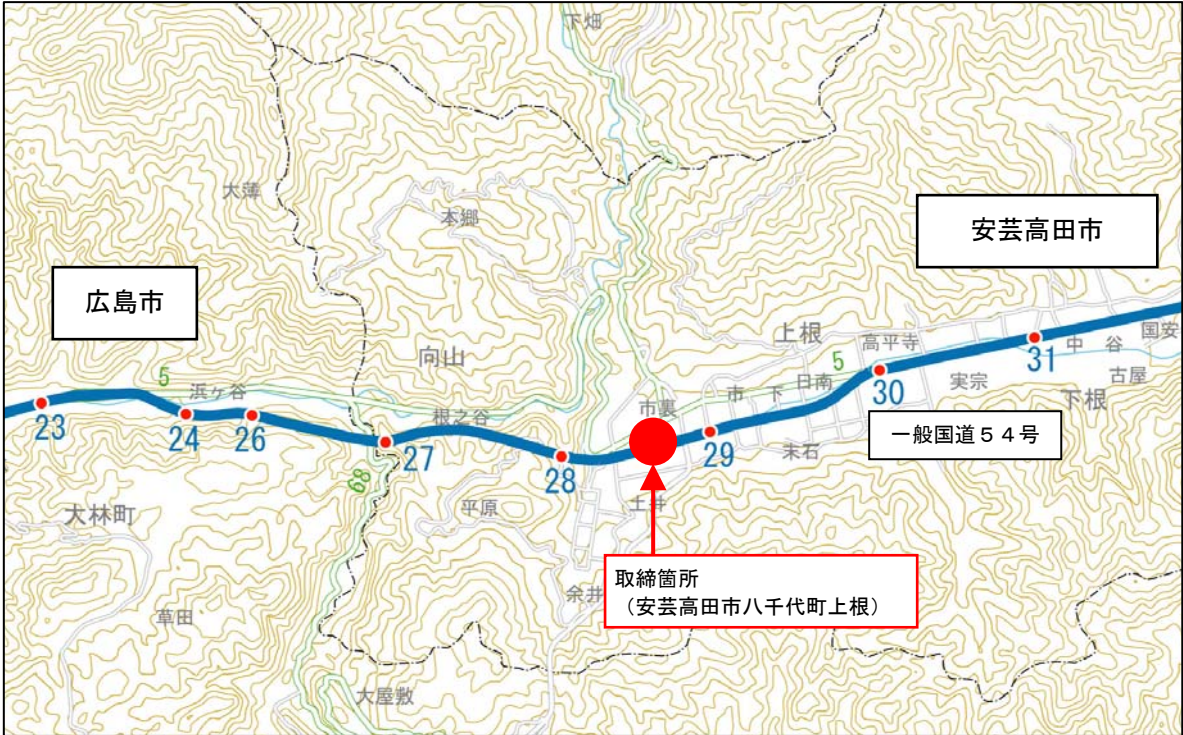 下畑
大薄
本郷
安芸高田市
広島市
向山
上根
高平寺
5
31
中谷
国安
5
浜ヶ谷
30
日南
実宗
古屋
下根
23
24
26
根之谷
市裏
市
下
一般国道54号
27
28
29
末石
68
大林町
平原
土井
取締箇所
(安芸高田市八千代町上根)
余井
草田
大屋敷